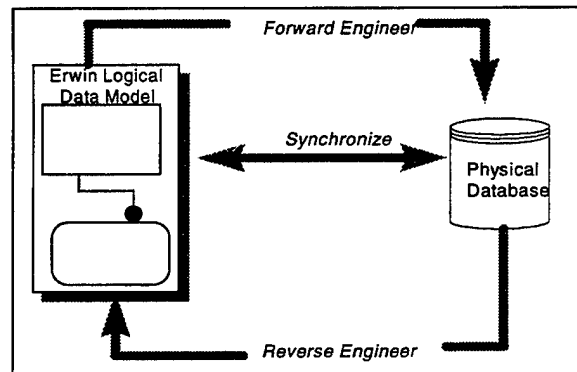 Forward Engineer
Erwin Logical
Data Model
Synchronize
Physical
Database
Reverse Engineer